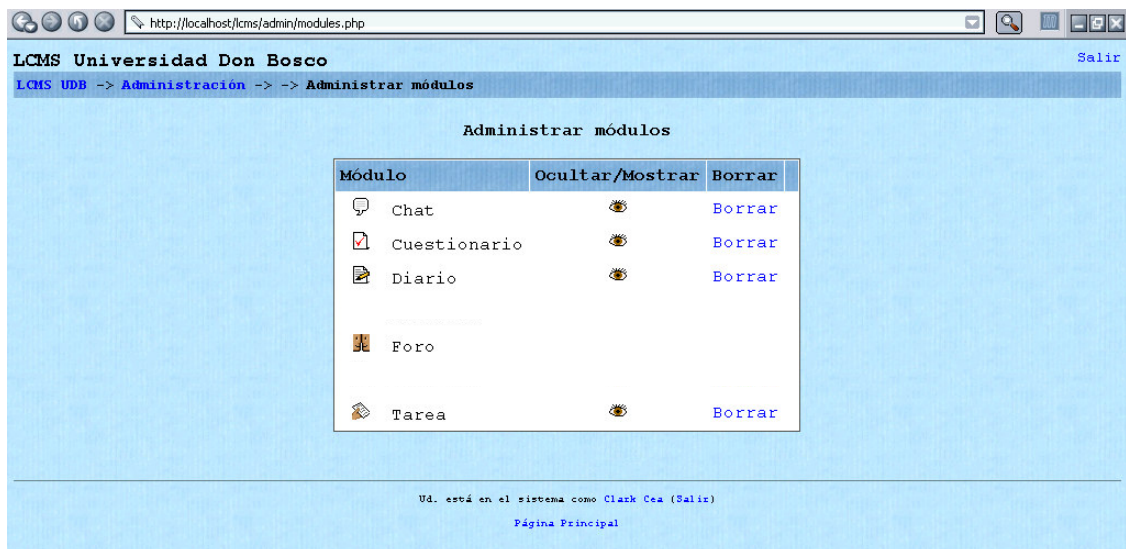 http://localhost/lcms/admin/modules.php
LCMS Universidad Don Bosco
Salir
LCMS UDB -> Administración -> -> Administrar módulos
Administrar módulos
Módulo Ocultar/Mostrar Borrar
Chat Borrar
Cuestionario Borrar
Diario Borrar
Foro
Tarea Borrar
Ud. está en el sistema como Clark Cea (Salir)
Página Principal